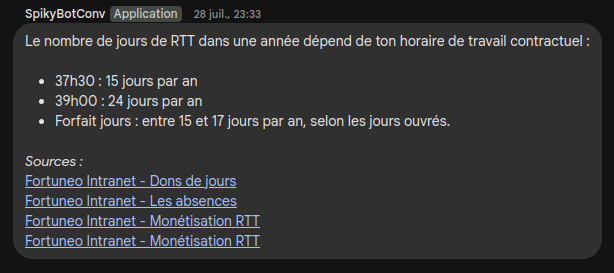 SpikyBotConv Application 28 juil., 23:33
Le nombre de jours de RTT dans une année dépend de ton horaire de travail contractuel :
• 37h30 : 15 jours par an
• 39h00 : 24 jours par an
• Forfait jours : entre 15 et 17 jours par an, selon les jours ouvrés.
Sources :
Fortuneo Intranet - Dons de jours
Fortuneo Intranet - Les absences
Fortuneo Intranet - Monétisation RTT
Fortuneo Intranet - Monétisation RTT